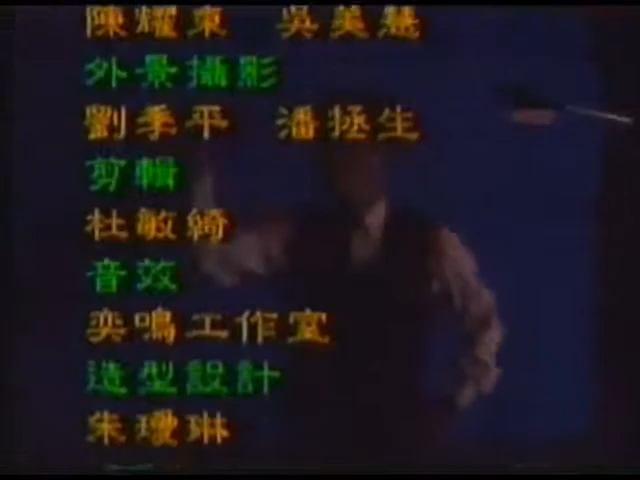 陳耀東 吳美慧
外景攝影
劉季平 潘拯生
剪輯
杜敏綺
音效
奕鳴工作室
造型設計
朱璦琳